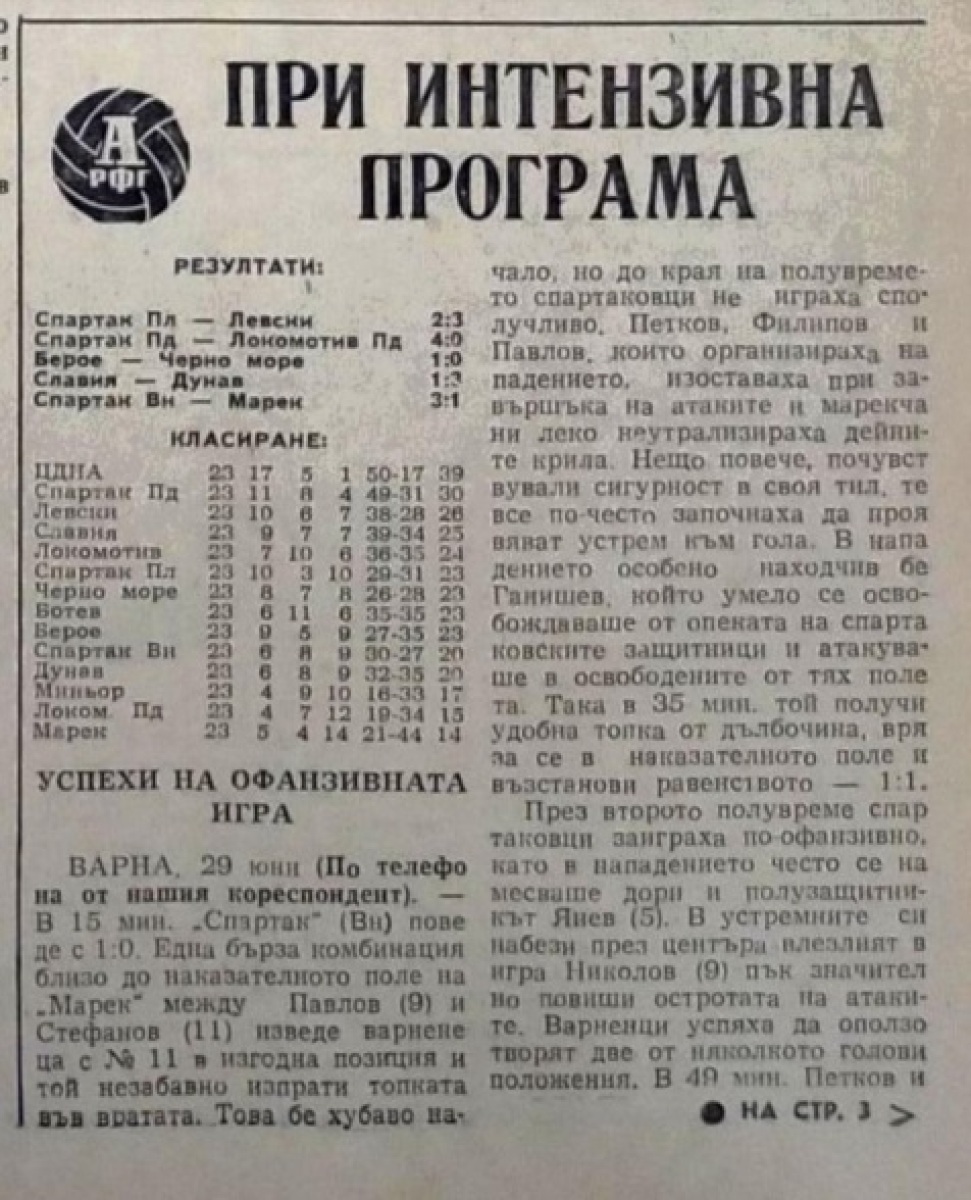 А
РФГ
ПРИ ИНТЕНЗИВНА
ПРОГРАМА
РЕЗУЛТАТИ:
Спартак Пл — Левски 2:3
Спартак Пд — Локомотив Пд 4:0
Берое — Черно море 1:0
Славия — Дунав 1:3
Спартак Вн — Марек 3:1
КЛАСИРАНЕ:
ЦДНА 23 17 5 1 50-17 39
Спартак Пд 23 11 8 4 49-31 30
Левски 23 10 6 7 38-28 26
Славия 23 9 7 7 39-34 25
Локомотив 23 7 10 6 36-35 24
Спартак Пл 23 10 3 10 29-31 23
Черно море 23 8 7 8 26-28 23
Ботев 23 6 11 6 35-35 23
Берое 23 9 5 9 27-35 23
Спартак Вн 23 6 8 9 30-27 20
Дунав 23 6 8 9 32-35 20
Миньор 23 4 9 10 16-33 17
Локом. Пд 23 4 7 12 19-34 15
Марек 23 5 4 14 21-44 14
УСПЕХИ НА ОФАНЗИВНАТА
ИГРА
ВАРНА, 29 юни (По телефо
на от нашия кореспондент). —
В 15 мин. „Спартак“ (Вн) пове
де с 1:0. Една бърза комбинация
близо до наказателното поле на
„Марек“ между Павлов (9) и
Стефанов (11) изведе варнене
ца с № 11 в изгодна позиция и
той незабавно изпрати топката
във вратата. Това бе хубаво на-
чало, но до края на полувреме-
то спартаковци не играха спо-
лучливо. Петков, Филипов и
Павлов, които организираха на
падението, изоставаха при за-
вършъка на атаките и марекча
ни леко неутрализираха дейни-
те крила. Нещо повече, почувст
вували сигурност в своя тил, те
все по-често започнаха да проя
вяват устрем към гола. В напа
дението особено находчив бе
Ганишев, който умело се осво-
бождаваше от опеката на спарта
ковските защитници и атакува-
ше в освободените от тях поле
та. Така в 35 мин. той получи
удобна топка от дълбочина, вря
за се в наказателното поле и
възстанови равенството — 1:1.
През второто полувреме спар
таковци заиграха по-офанзивно,
като в нападението често се на
месваше дори и полузащитни-
кът Янев (5). В устремните си
набези през центъра влезлият в
игра Николов (9) пък значител
но повиши остротата на атаки-
те. Варненци успяха да оползо
творят две от няколкото голови
положения. В 49 мин. Петков и
● НА СТР. 3 >